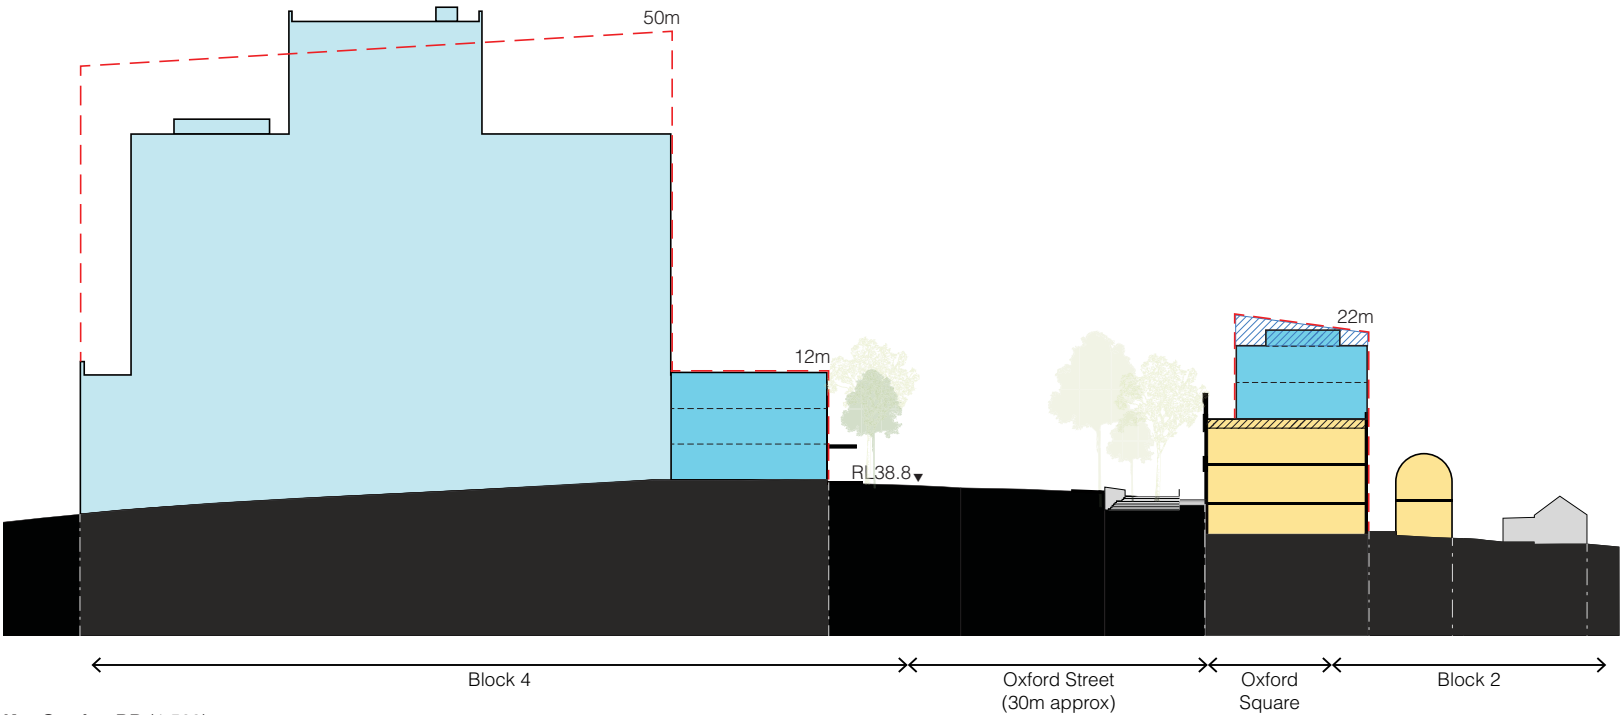 50m
12m
22m
RL38.8
Block 4
Oxford Street
(30m approx)
Oxford
Square
Block 2